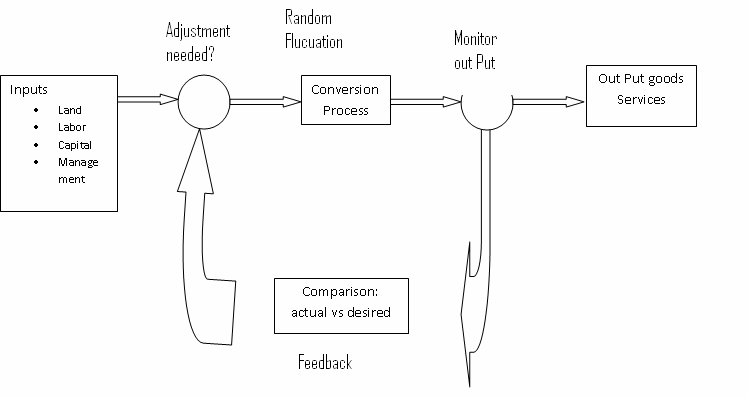 Adjustment
needed?
Random
Flucuation
Monitor
out Put
Inputs
• Land
• Labor
• Capital
• Manage
ment
Conversion
Process
Out Put goods
Services
Comparison:
actual vs desired
Feedback